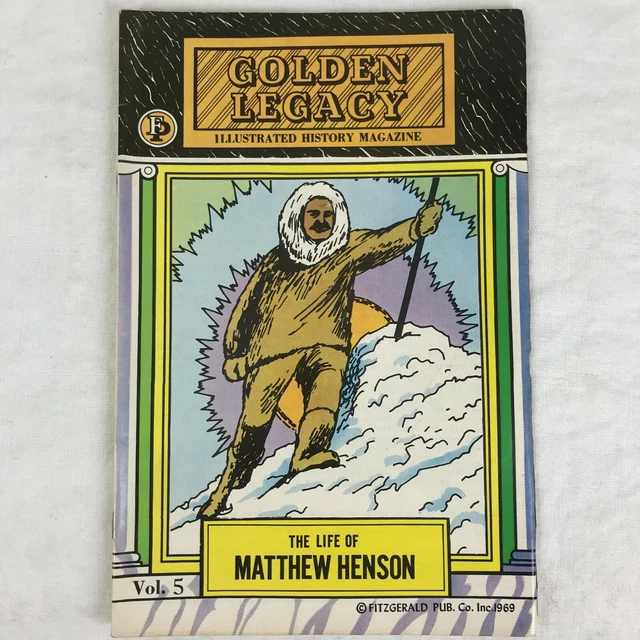 GOLDEN
LEGACY
ILLUSTRATED HISTORY MAGAZINE
FP
THE LIFE OF
MATTHEW HENSON
Vol. 5
© FITZGERALD PUB. Co. Inc. 1969